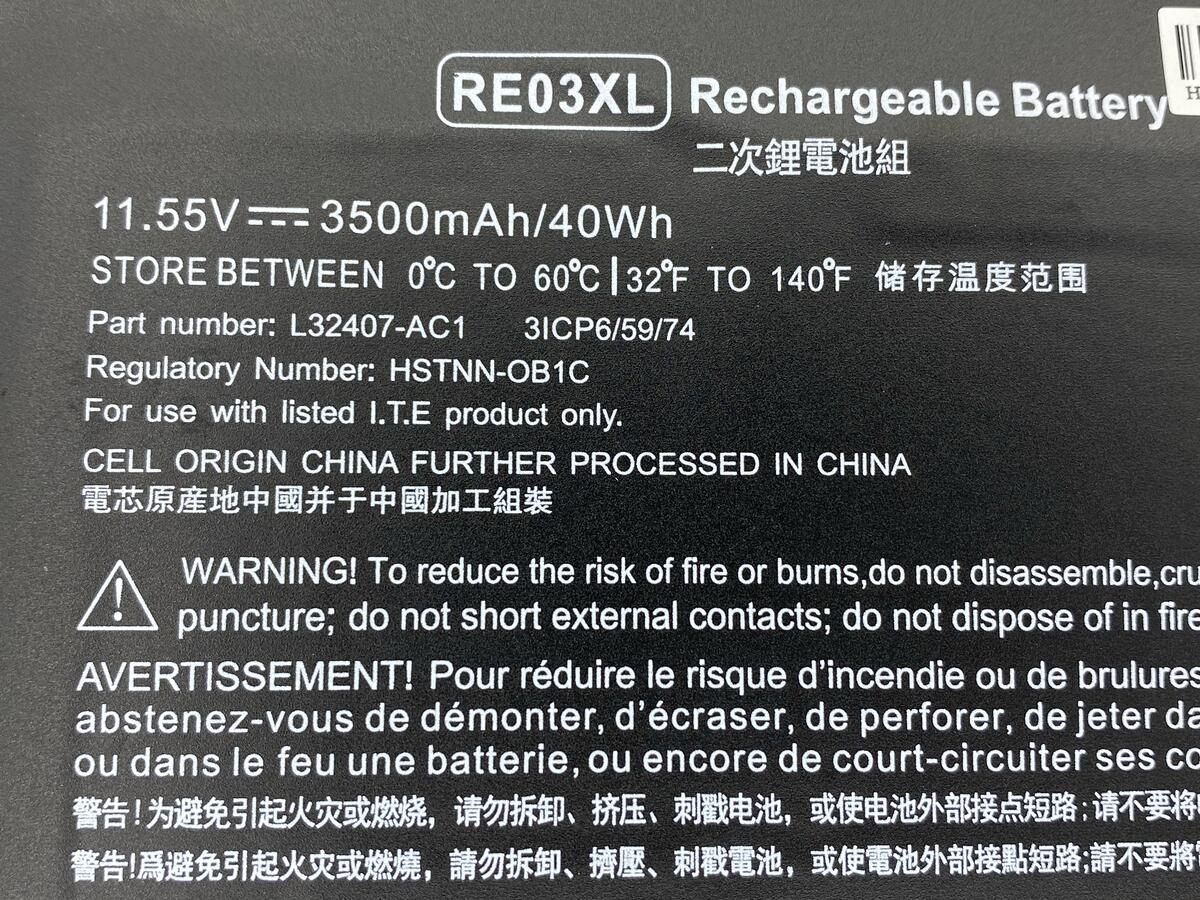 RE03XL Rechargeable Battery
二次鋰電池組
11.55V⎓3500mAh/40Wh
STORE BETWEEN 0℃ TO 60℃|32℉ TO 140℉ 储存温度范围
Part number: L32407-AC1 3ICP6/59/74
Regulatory Number: HSTNN-OB1C
For use with listed I.T.E product only.
CELL ORIGIN CHINA FURTHER PROCESSED IN CHINA
電芯原産地中國并于中國加工組裝
WARNING! To reduce the risk of fire or burns,do not disassemble,cru
puncture; do not short external contacts; do not dispose of in fire
AVERTISSEMENT! Pour réduire le risque d'incendie ou de brulures
abstenez-vous de démonter, d'écraser, de perforer, de jeter da
ou dans le feu une batterie, ou encore de court-circuiter ses co
警告!为避免引起火灾或燃烧，请勿拆卸、挤压、刺戳电池，或使电池外部接点短路;请不要将
警告!爲避免引起火灾或燃燒，請勿拆卸、擠壓、刺戳電池，或使電池外部接點短路;請不要將